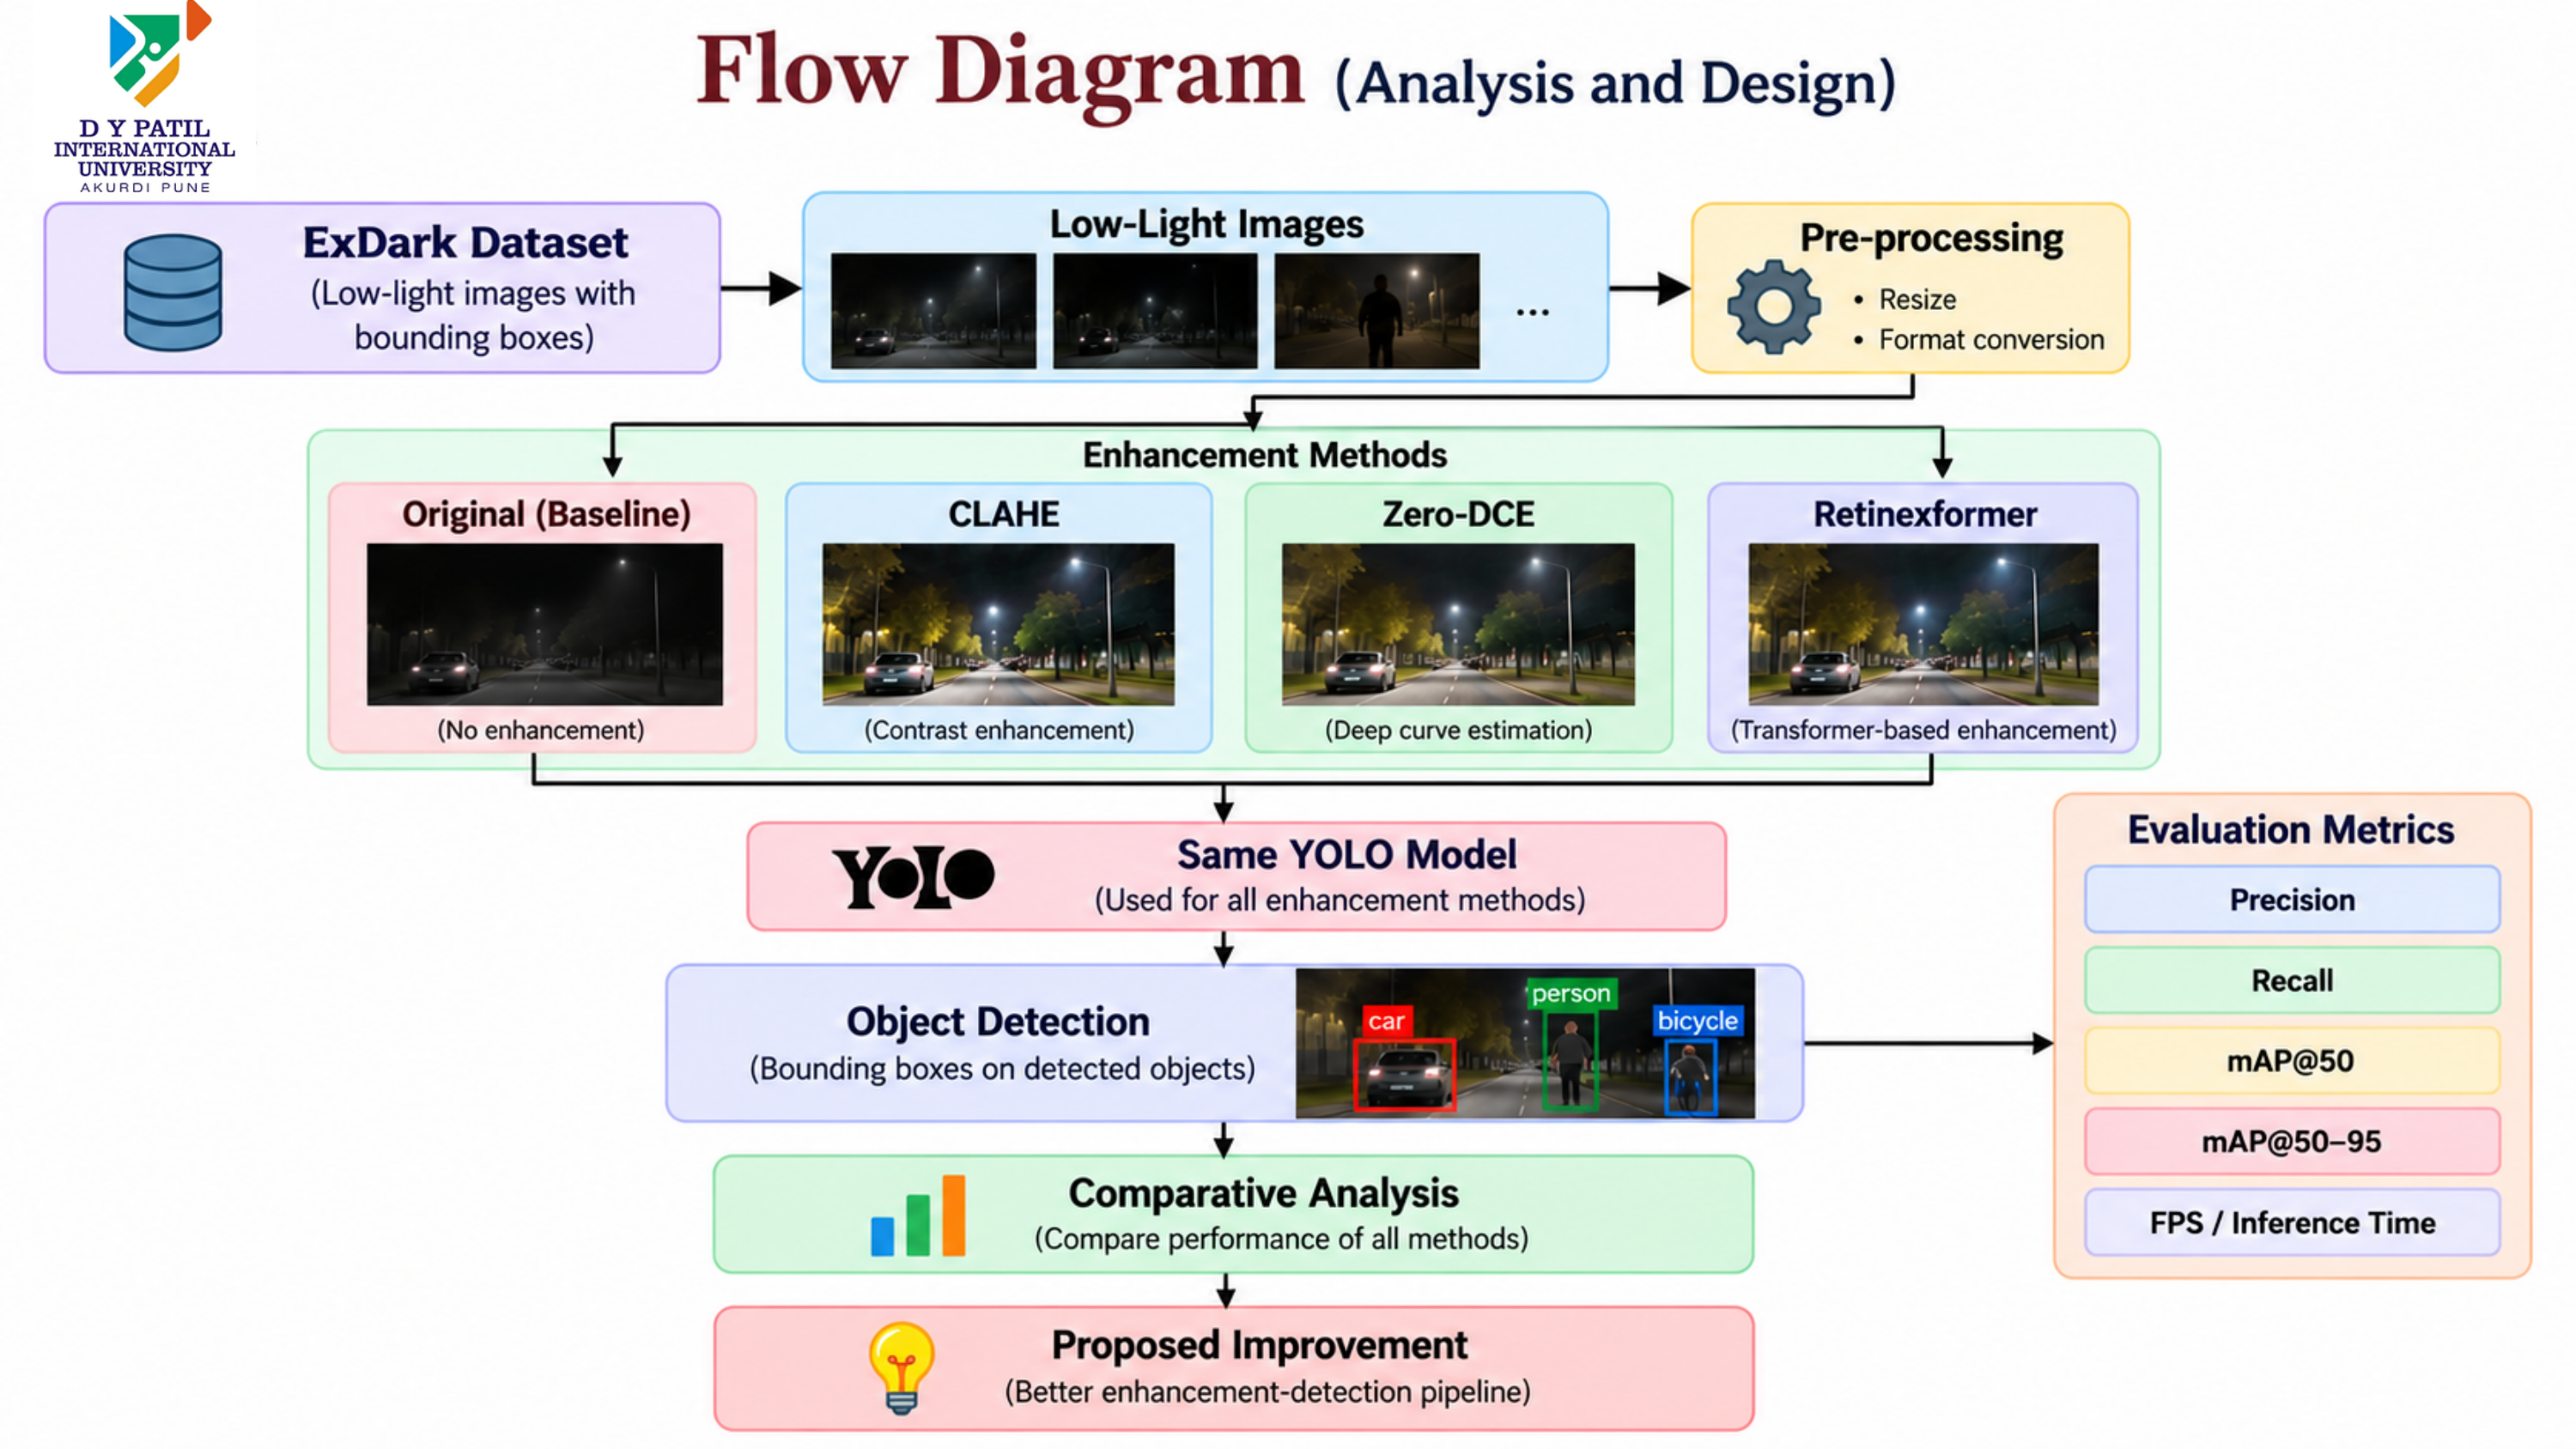 D Y PATIL
INTERNATIONAL
UNIVERSITY
AKURDI PUNE
Flow Diagram (Analysis and Design)
ExDark Dataset
(Low-light images with
bounding boxes)
Low-Light Images
...
Pre-processing
• Resize
• Format conversion
Enhancement Methods
Original (Baseline)
(No enhancement)
CLAHE
(Contrast enhancement)
Zero-DCE
(Deep curve estimation)
Retinexformer
(Transformer-based enhancement)
YOLO
Same YOLO Model
(Used for all enhancement methods)
Object Detection
(Bounding boxes on detected objects)
car
person
bicycle
Evaluation Metrics
Precision
Recall
mAP@50
mAP@50–95
FPS / Inference Time
Comparative Analysis
(Compare performance of all methods)
Proposed Improvement
(Better enhancement-detection pipeline)